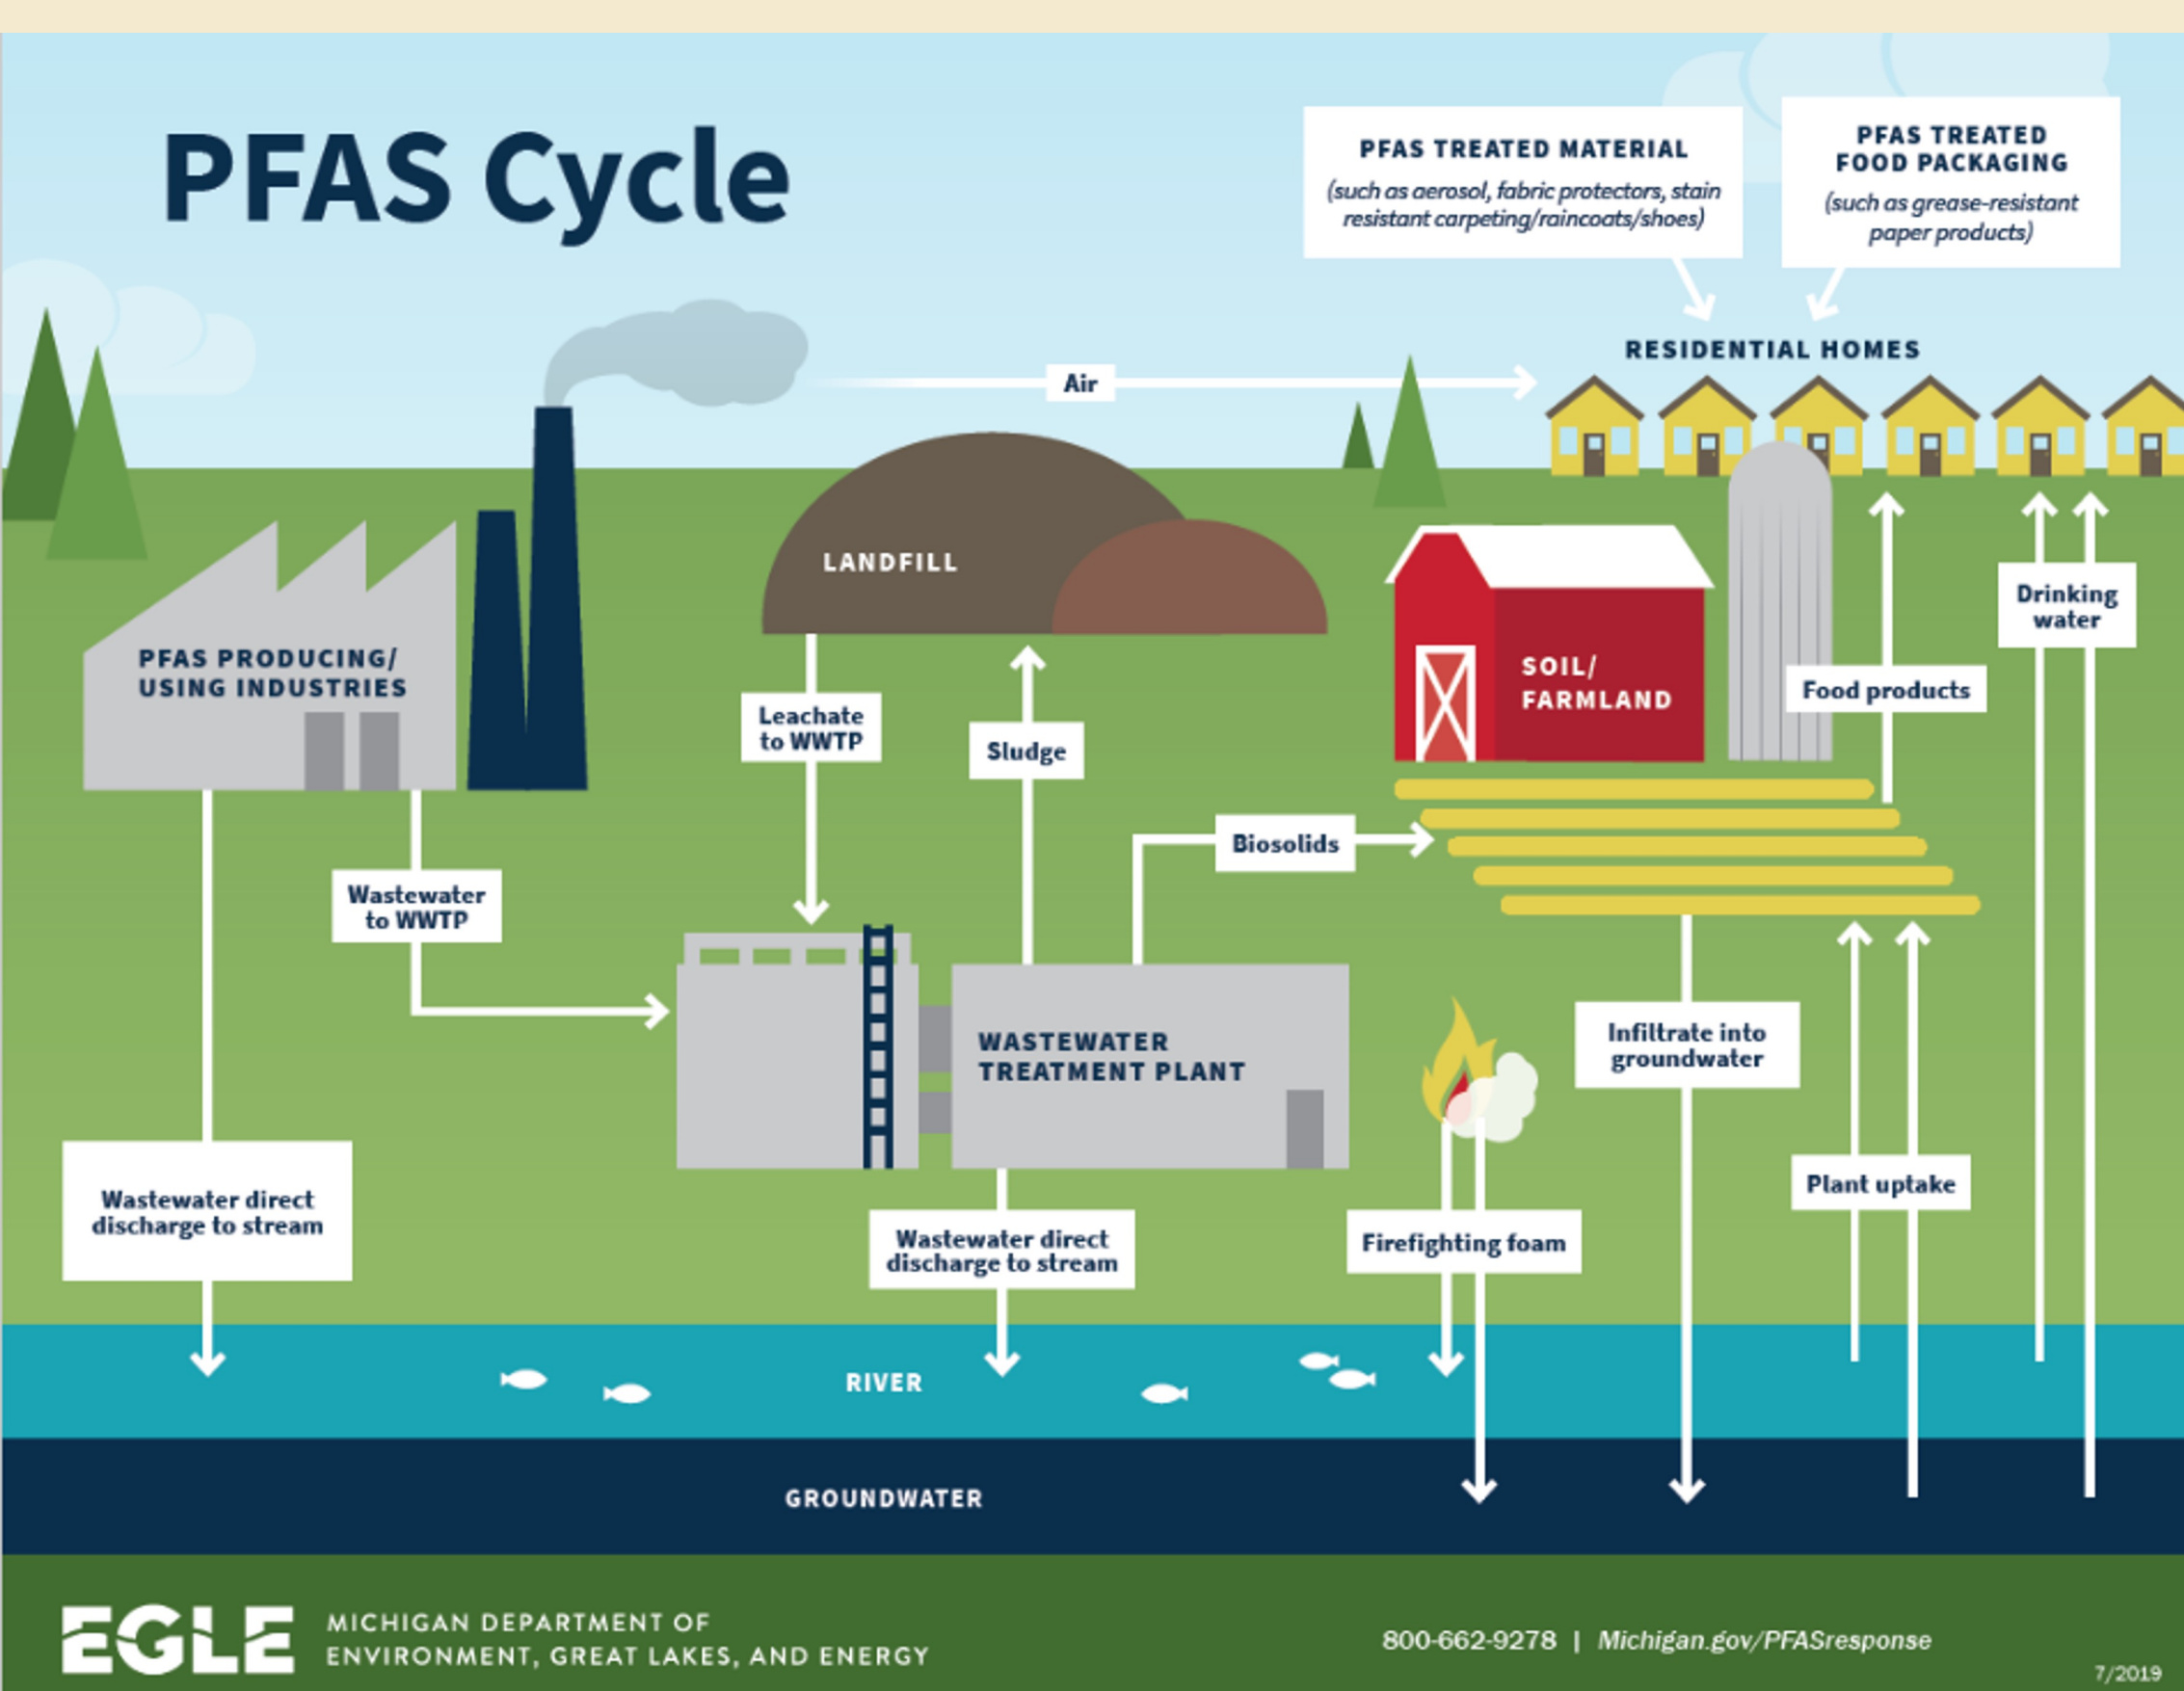 PFAS Cycle
PFAS TREATED MATERIAL
(such as aerosol, fabric protectors, stain
resistant carpeting/raincoats/shoes)
PFAS TREATED
FOOD PACKAGING
(such as grease-resistant
paper products)
RESIDENTIAL HOMES
Air
LANDFILL
PFAS PRODUCING/
USING INDUSTRIES
SOIL/
FARMLAND
Drinking
water
Food products
Leachate
to WWTP
Sludge
Biosolids
Wastewater
to WWTP
WASTEWATER
TREATMENT PLANT
Infiltrate into
groundwater
Plant uptake
Wastewater direct
discharge to stream
Wastewater direct
discharge to stream
Firefighting foam
RIVER
GROUNDWATER
EGLE
MICHIGAN DEPARTMENT OF
ENVIRONMENT, GREAT LAKES, AND ENERGY
800-662-9278 | Michigan.gov/PFASresponse
7/2019